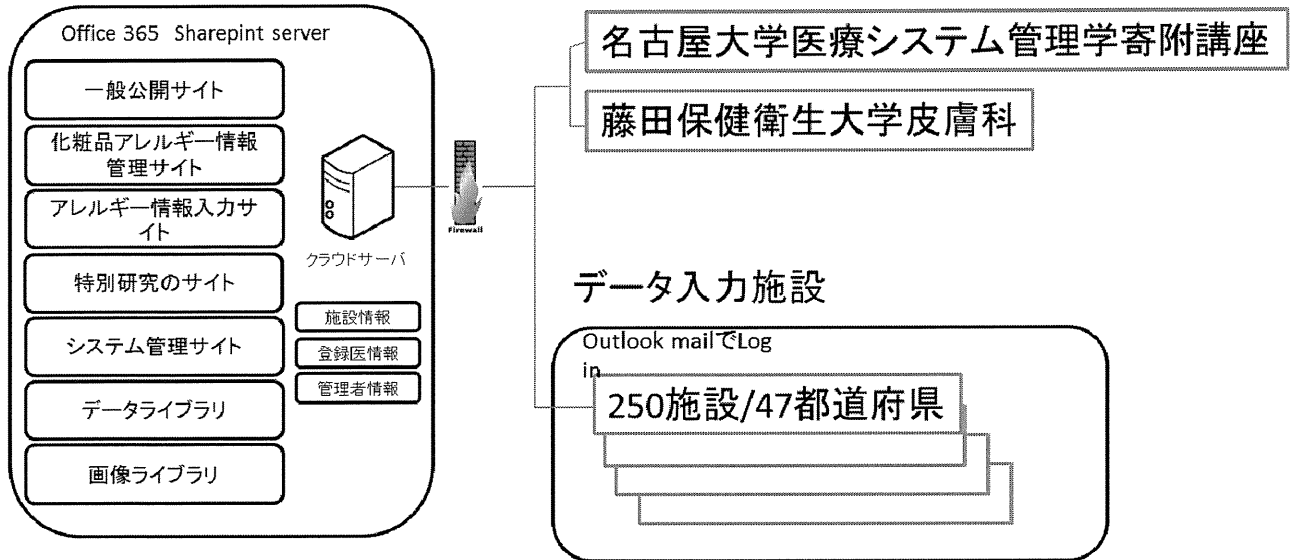 Office 365 Sharepint server
一般公開サイト
化粧品アレルギー情報
管理サイト
アレルギー情報入力サ
イト
特別研究のサイト
システム管理サイト
データライブラリ
画像ライブラリ
クラウドサーバ
施設情報
登録医情報
管理者情報
Firewall
名古屋大学医療システム管理学寄附講座
藤田保健衛生大学皮膚科
データ入力施設
Outlook mailでLog
in
250施設/47都道府県